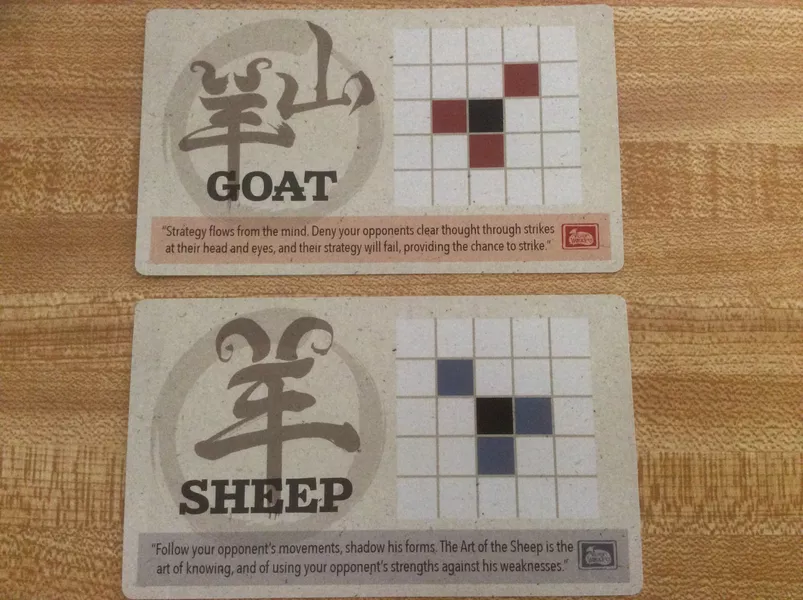 羊山
GOAT
"Strategy flows from the mind. Deny your opponents clear thought through strikes
at their head and eyes, and their strategy will fail, providing the chance to strike."
羊
SHEEP
"Follow your opponent's movements, shadow his forms. The Art of the Sheep is the
art of knowing, and of using your opponent's strengths against his weaknesses."